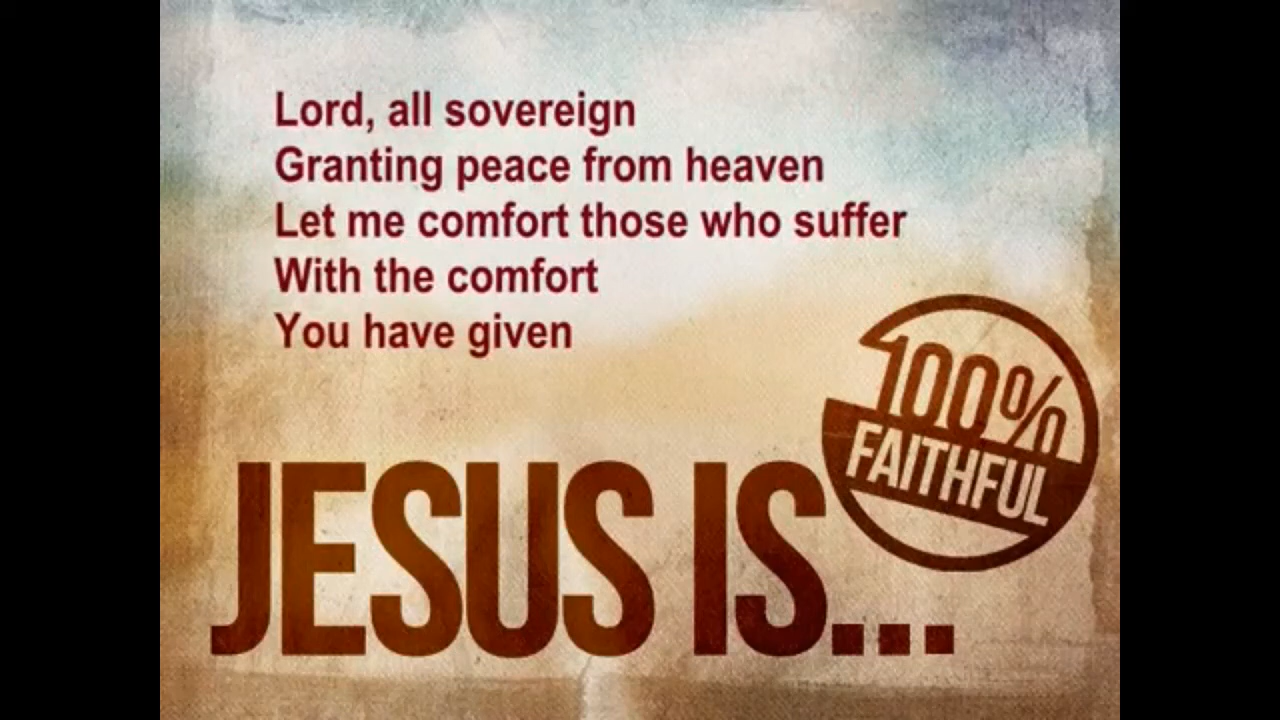 Lord, all sovereign
Granting peace from heaven
Let me comfort those who suffer
With the comfort
You have given
100%
FAITHFUL
JESUS IS...